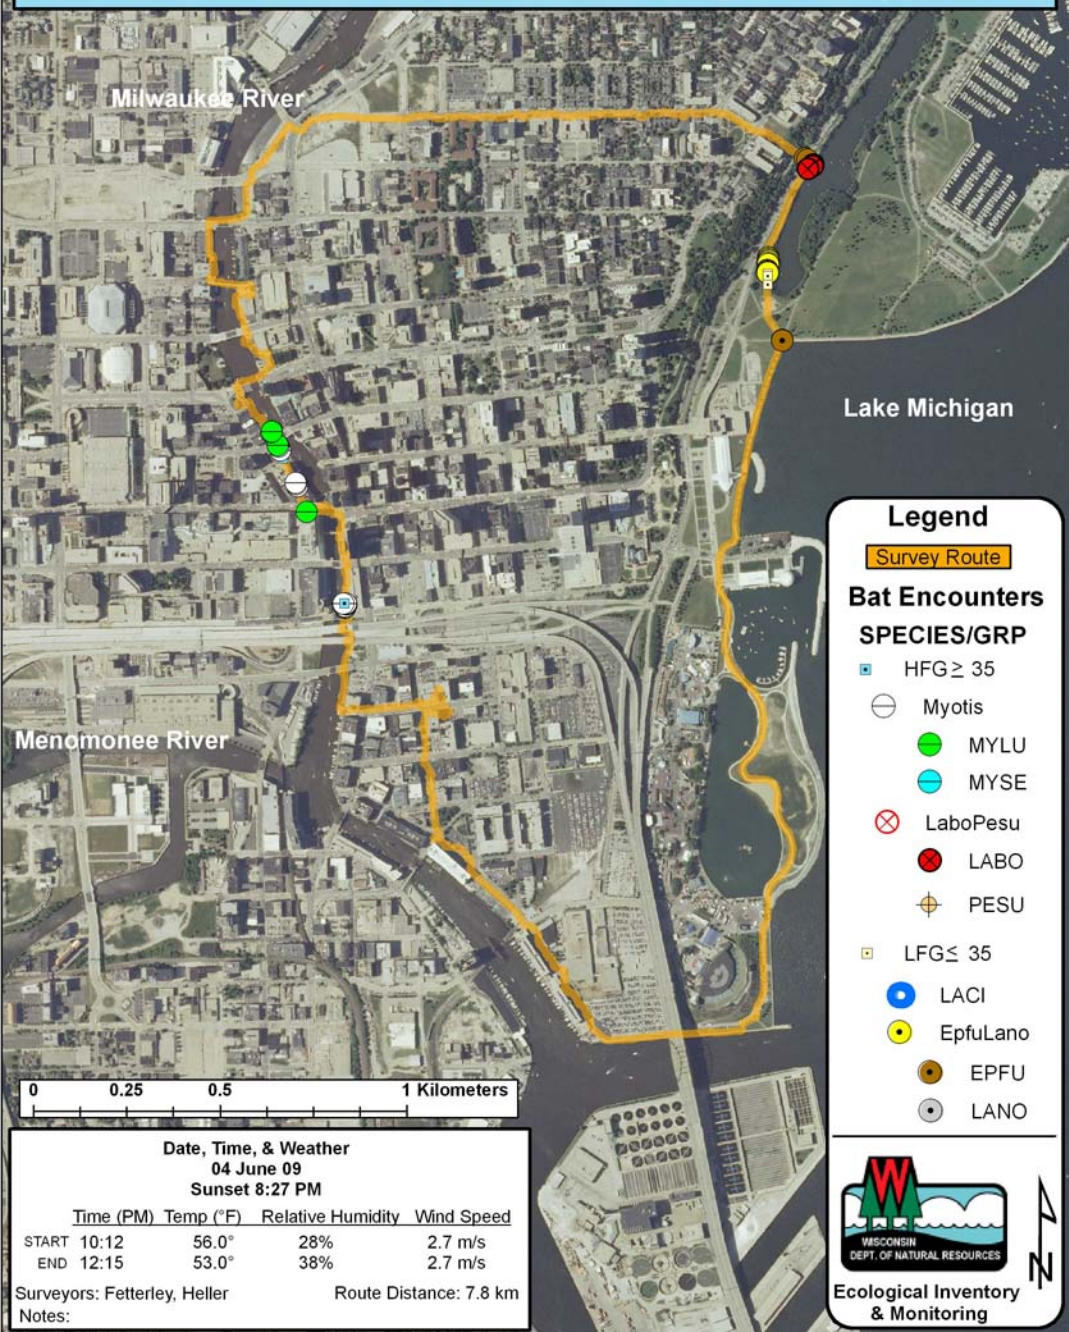 Milwaukee River
Lake Michigan
Menomonee River
Legend
Survey Route
Bat Encounters
SPECIES/GRP
HFG ≥ 35
Myotis
MYLU
MYSE
LaboPesu
LABO
PESU
LFG ≤ 35
LACI
EpfuLano
EPFU
LANO
W
WISCONSIN
DEPT. OF NATURAL RESOURCES
N
Ecological Inventory
& Monitoring
0 0.25 0.5 1 Kilometers
Date, Time, & Weather
04 June 09
Sunset 8:27 PM
Time (PM) Temp (°F) Relative Humidity Wind Speed
START 10:12 56.0° 28% 2.7 m/s
END 12:15 53.0° 38% 2.7 m/s
Surveyors: Fetterley, Heller Route Distance: 7.8 km
Notes: